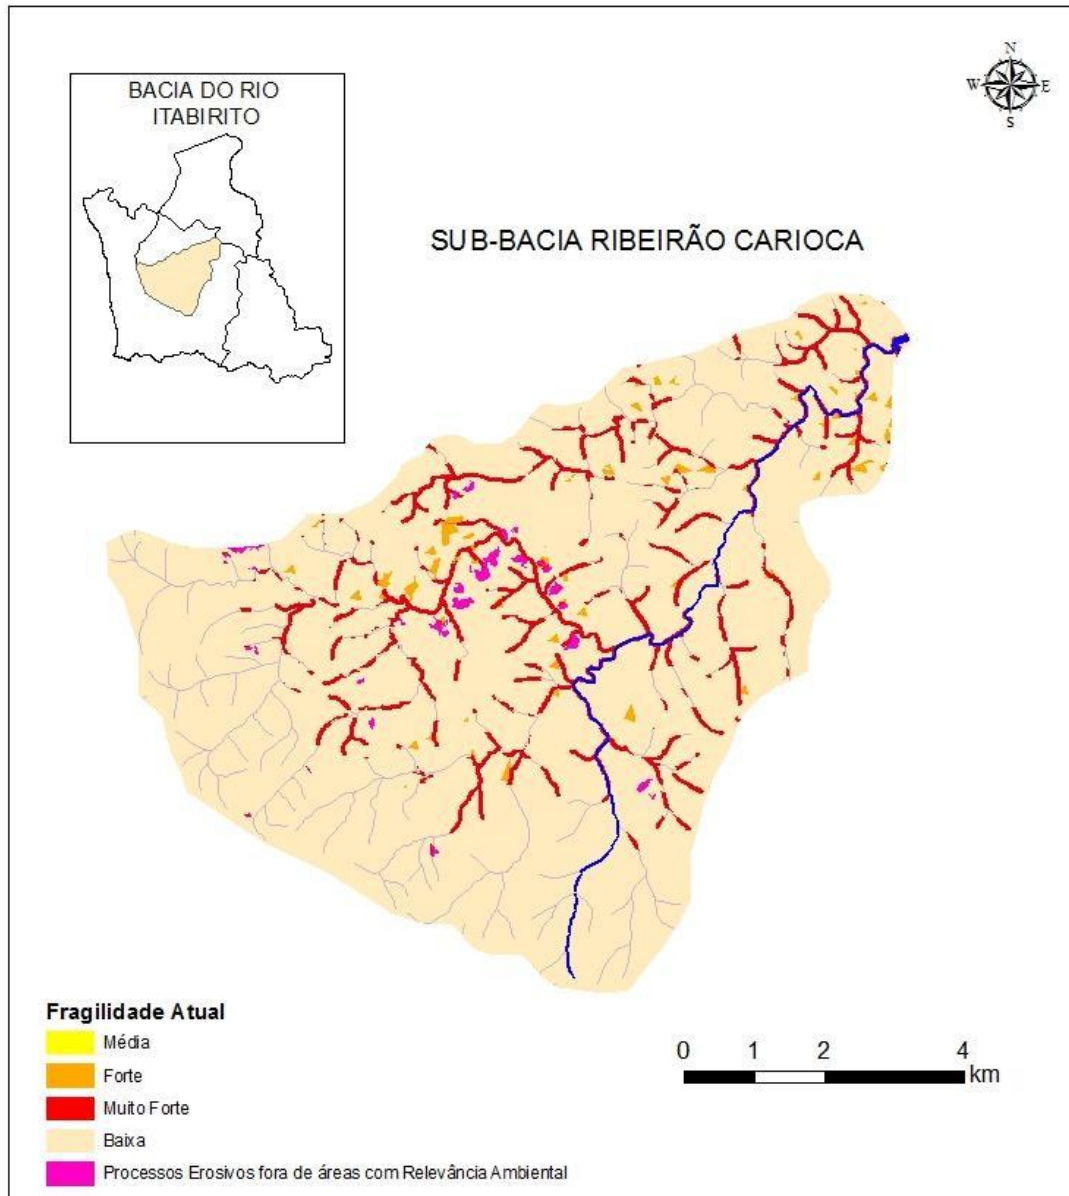 BACIA DO RIO
ITABIRITO
N
W E
S
SUB-BACIA RIBEIRÃO CARIOCA
Fragilidade Atual
Média
Forte
Muito Forte
Baixa
Processos Erosivos fora de áreas com Relevância Ambiental
0 1 2 4
km